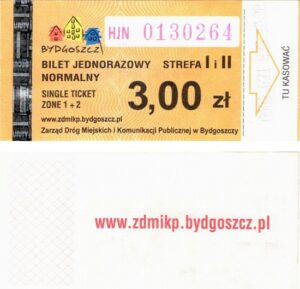 HJN 0130264
BYDGOSZCZ
BILET JEDNORAZOWY STREFA I i II
NORMALNY
SINGLE TICKET
ZONE 1 + 2
3,00 zł
Zarząd Dróg Miejskich i Komunikacji Publicznej w Bydgoszczy
www.zdmikp.bydgoszcz.pl
TU KASOWAĆ
www.zdmikp.bydgoszcz.pl